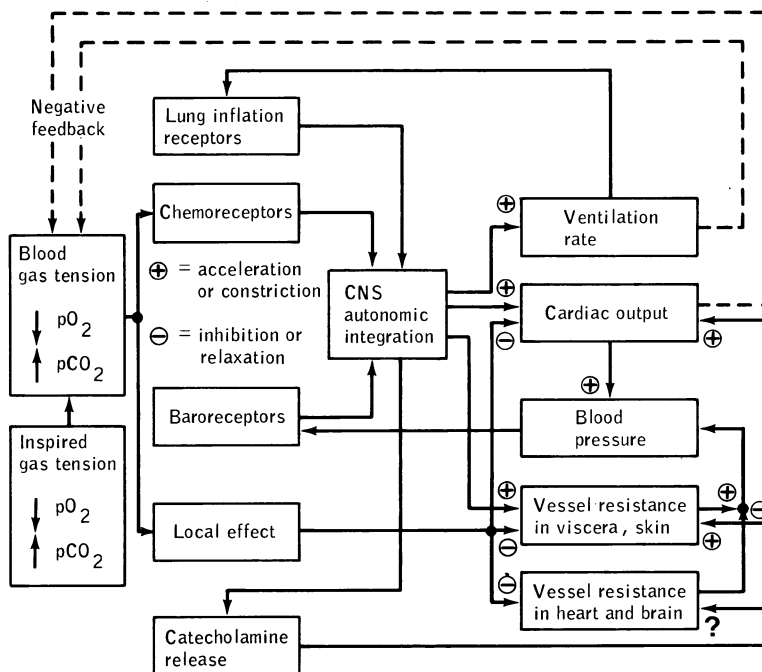 Negative
feedback
Lung inflation
receptors
Chemoreceptors
Ventilation
rate
Blood
gas tension
pO2
pCO2
⊕ = acceleration
or constriction
⊖ = inhibition or
relaxation
CNS
autonomic
integration
Cardiac output
Baroreceptors
Blood
pressure
Inspired
gas tension
pO2
pCO2
Local effect
Vessel resistance
in viscera, skin
Vessel resistance
in heart and brain
Catecholamine
release
⊕
⊕
⊖
⊕
⊕
⊕
⊖
⊕
⊖
⊕
⊖
?